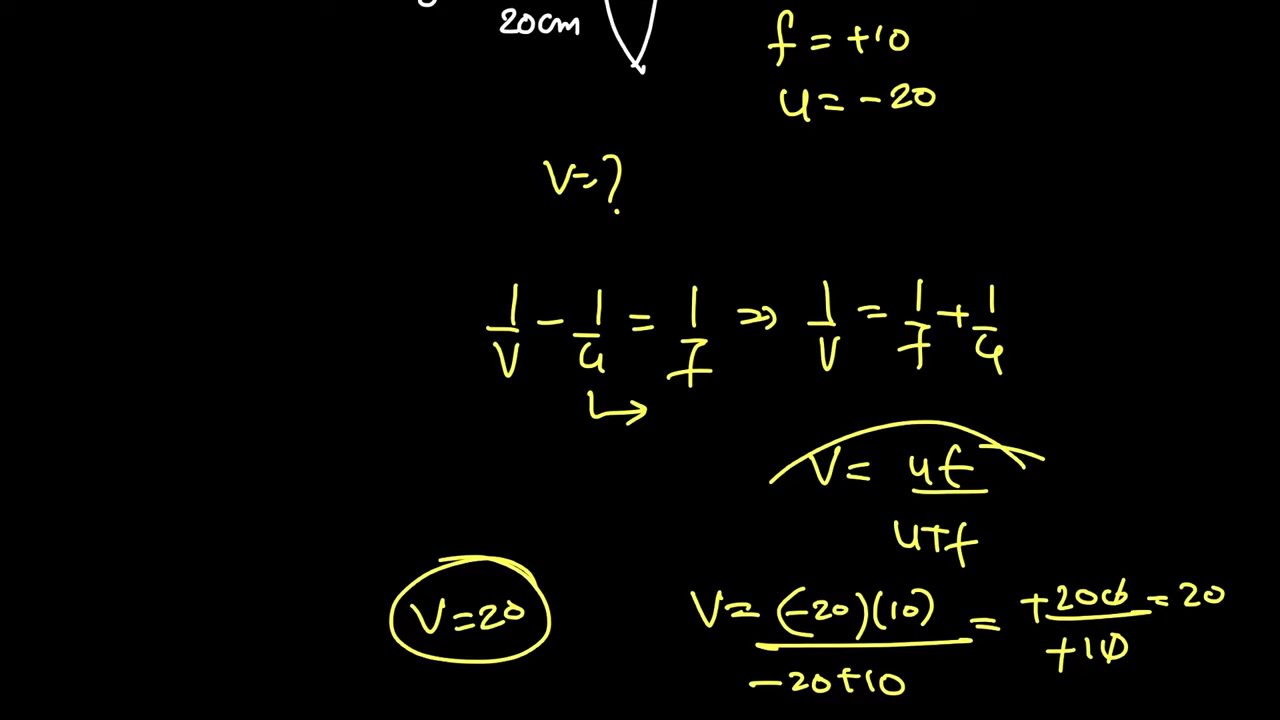 20cm
f = +10
u = -20
V = ?
1/V - 1/u = 1/f ⇒ 1/V = 1/f + 1/u
V = uf/u+f
V = (-20)(10)/-20+10 = +200/+10 = 20
V = 20